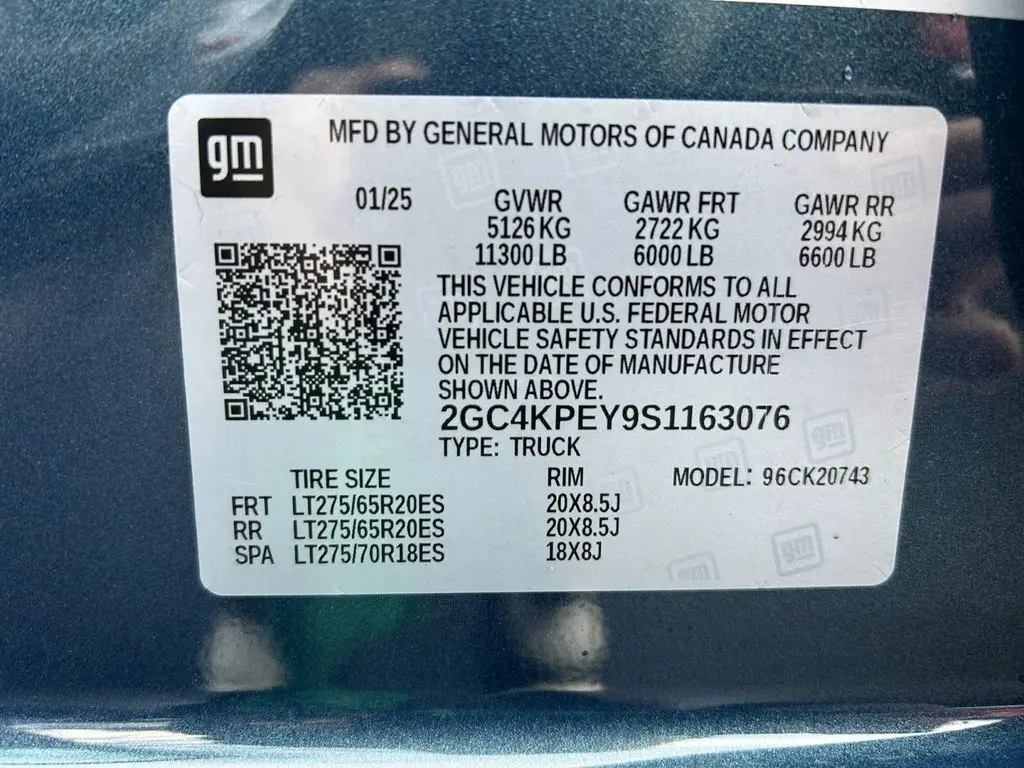 gm
MFD BY GENERAL MOTORS OF CANADA COMPANY
01/25 GVWR GAWR FRT GAWR RR
5126 KG 2722 KG 2994 KG
11300 LB 6000 LB 6600 LB
THIS VEHICLE CONFORMS TO ALL
APPLICABLE U.S. FEDERAL MOTOR
VEHICLE SAFETY STANDARDS IN EFFECT
ON THE DATE OF MANUFACTURE
SHOWN ABOVE.
2GC4KPEY9S1163076
TYPE: TRUCK
TIRE SIZE RIM MODEL: 96CK20743
FRT LT275/65R20ES 20X8.5J
RR LT275/65R20ES 20X8.5J
SPA LT275/70R18ES 18X8J